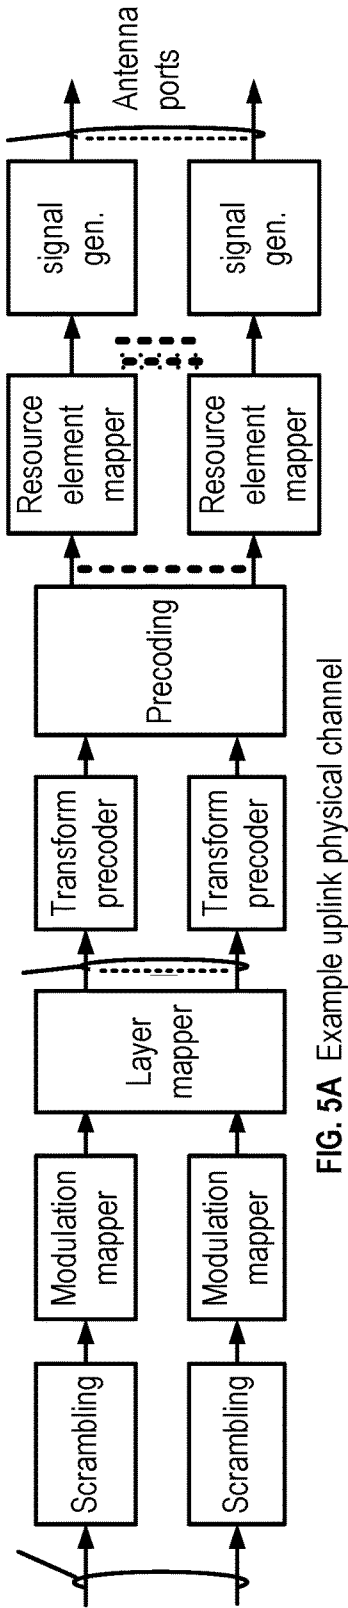 Scrambling
Scrambling
Modulation
mapper
Modulation
mapper
Layer
mapper
Transform
precoder
Transform
precoder
Precoding
Resource
element
mapper
Resource
element
mapper
signal
gen.
signal
gen.
Antenna
ports
FIG. 5A Example uplink physical channel